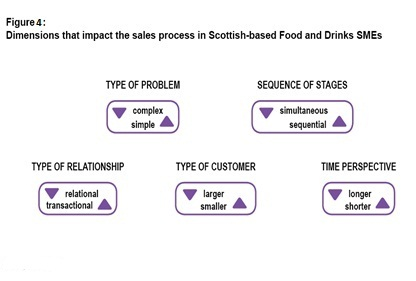 Figure 4:
Dimensions that impact the sales process in Scottish-based Food and Drinks SMEs
TYPE OF PROBLEM
complex
simple
SEQUENCE OF STAGES
simultaneous
sequential
TYPE OF RELATIONSHIP
relational
transactional
TYPE OF CUSTOMER
larger
smaller
TIME PERSPECTIVE
longer
shorter